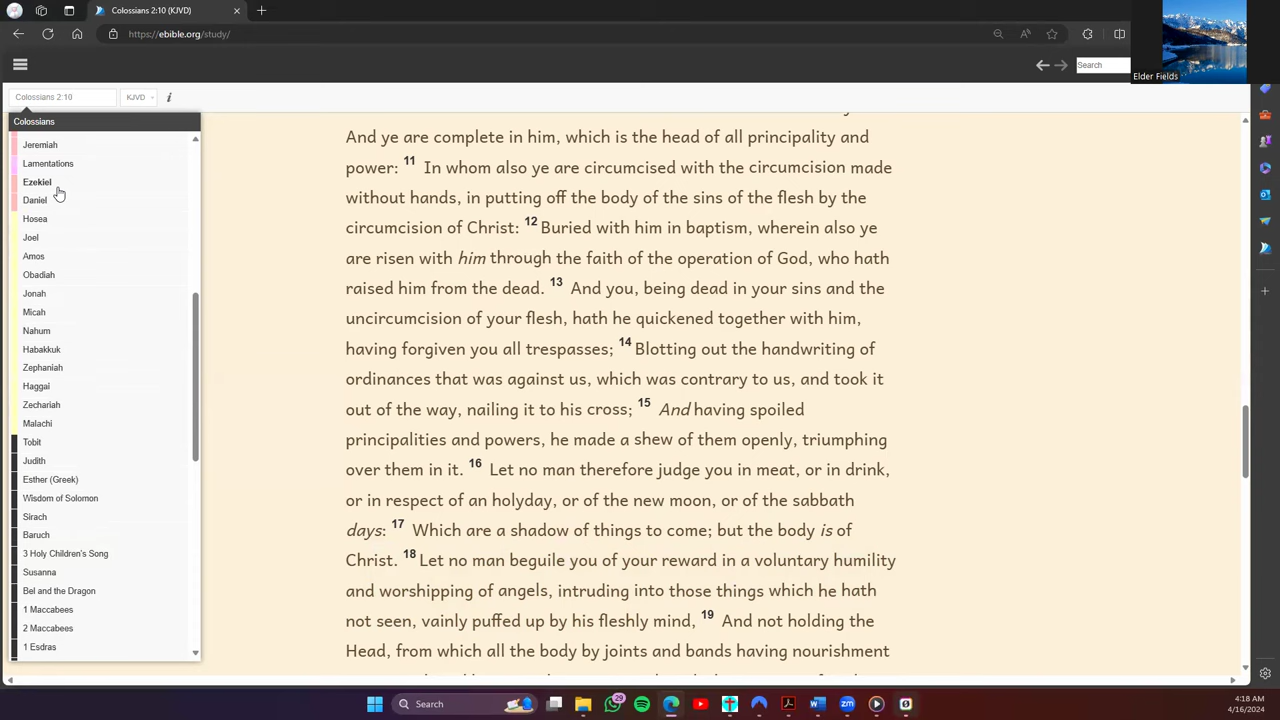 Colossians 2:10 (KJVD)
https://ebible.org/study/
Search
Elder Fields
Colossians 2:10
KJVD
i
Colossians
Jeremiah
Lamentations
Ezekiel
Daniel
Hosea
Joel
Amos
Obadiah
Jonah
Micah
Nahum
Habakkuk
Zephaniah
Haggai
Zechariah
Malachi
Tobit
Judith
Esther (Greek)
Wisdom of Solomon
Sirach
Baruch
3 Holy Children's Song
Susanna
Bel and the Dragon
1 Maccabees
2 Maccabees
1 Esdras
And ye are complete in him, which is the head of all principality and
power: 11 In whom also ye are circumcised with the circumcision made
without hands, in putting off the body of the sins of the flesh by the
circumcision of Christ: 12 Buried with him in baptism, wherein also ye
are risen with him through the faith of the operation of God, who hath
raised him from the dead. 13 And you, being dead in your sins and the
uncircumcision of your flesh, hath he quickened together with him,
having forgiven you all trespasses; 14 Blotting out the handwriting of
ordinances that was against us, which was contrary to us, and took it
out of the way, nailing it to his cross; 15 And having spoiled
principalities and powers, he made a shew of them openly, triumphing
over them in it. 16 Let no man therefore judge you in meat, or in drink,
or in respect of an holyday, or of the new moon, or of the sabbath
days: 17 Which are a shadow of things to come; but the body is of
Christ. 18 Let no man beguile you of your reward in a voluntary humility
and worshipping of angels, intruding into those things which he hath
not seen, vainly puffed up by his fleshly mind, 19 And not holding the
Head, from which all the body by joints and bands having nourishment
Search
29
4:18 AM
4/16/2024